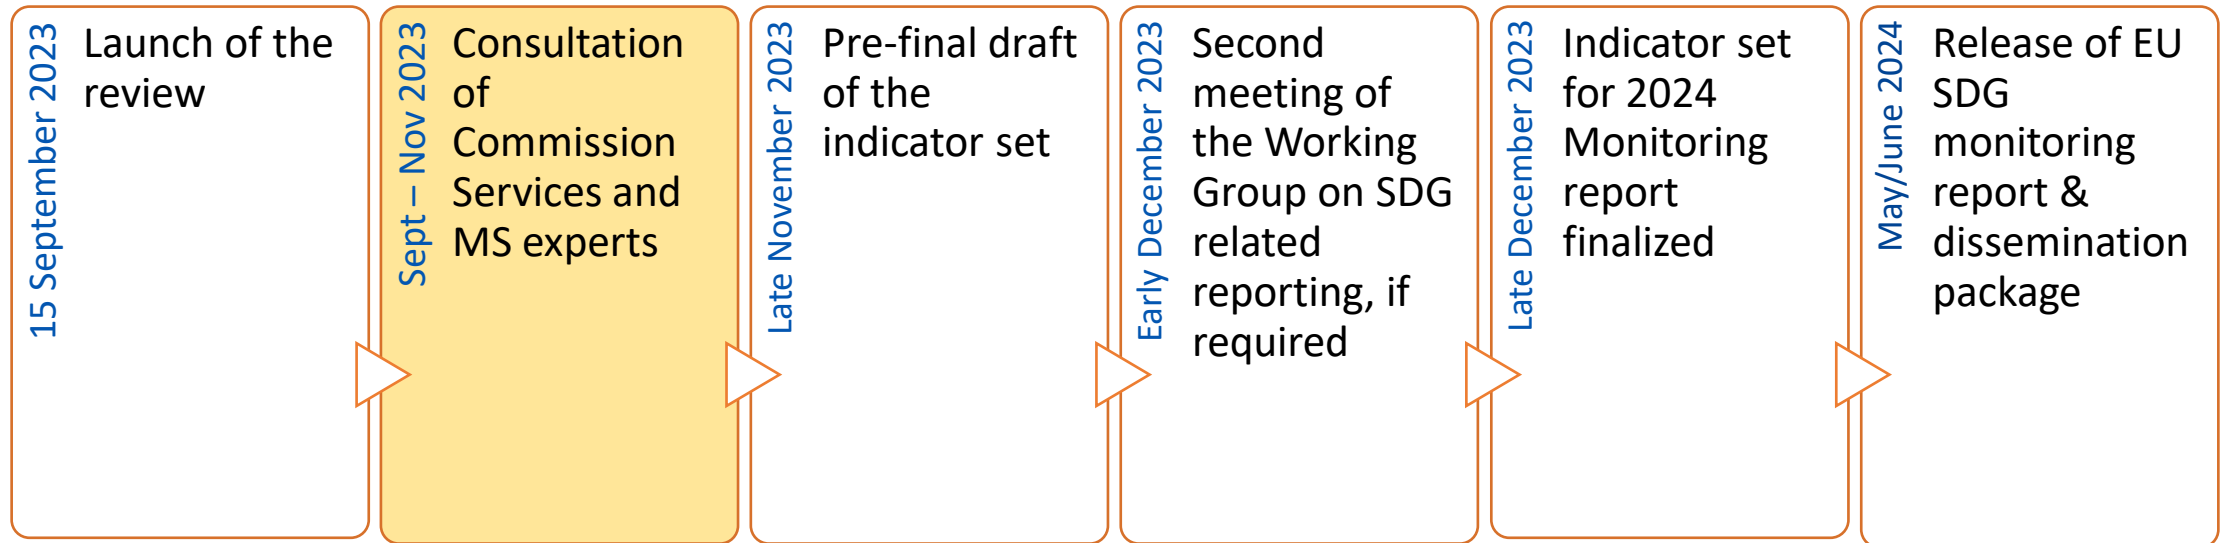 15 September 2023
Launch of the
review
Sept – Nov 2023
Consultation
of
Commission
Services and
MS experts
Late November 2023
Pre-final draft
of the
indicator set
Early December 2023
Second
meeting of
the Working
Group on SDG
related
reporting, if
required
Late December 2023
Indicator set
for 2024
Monitoring
report
finalized
May/June 2024
Release of EU
SDG
monitoring
report &
dissemination
package